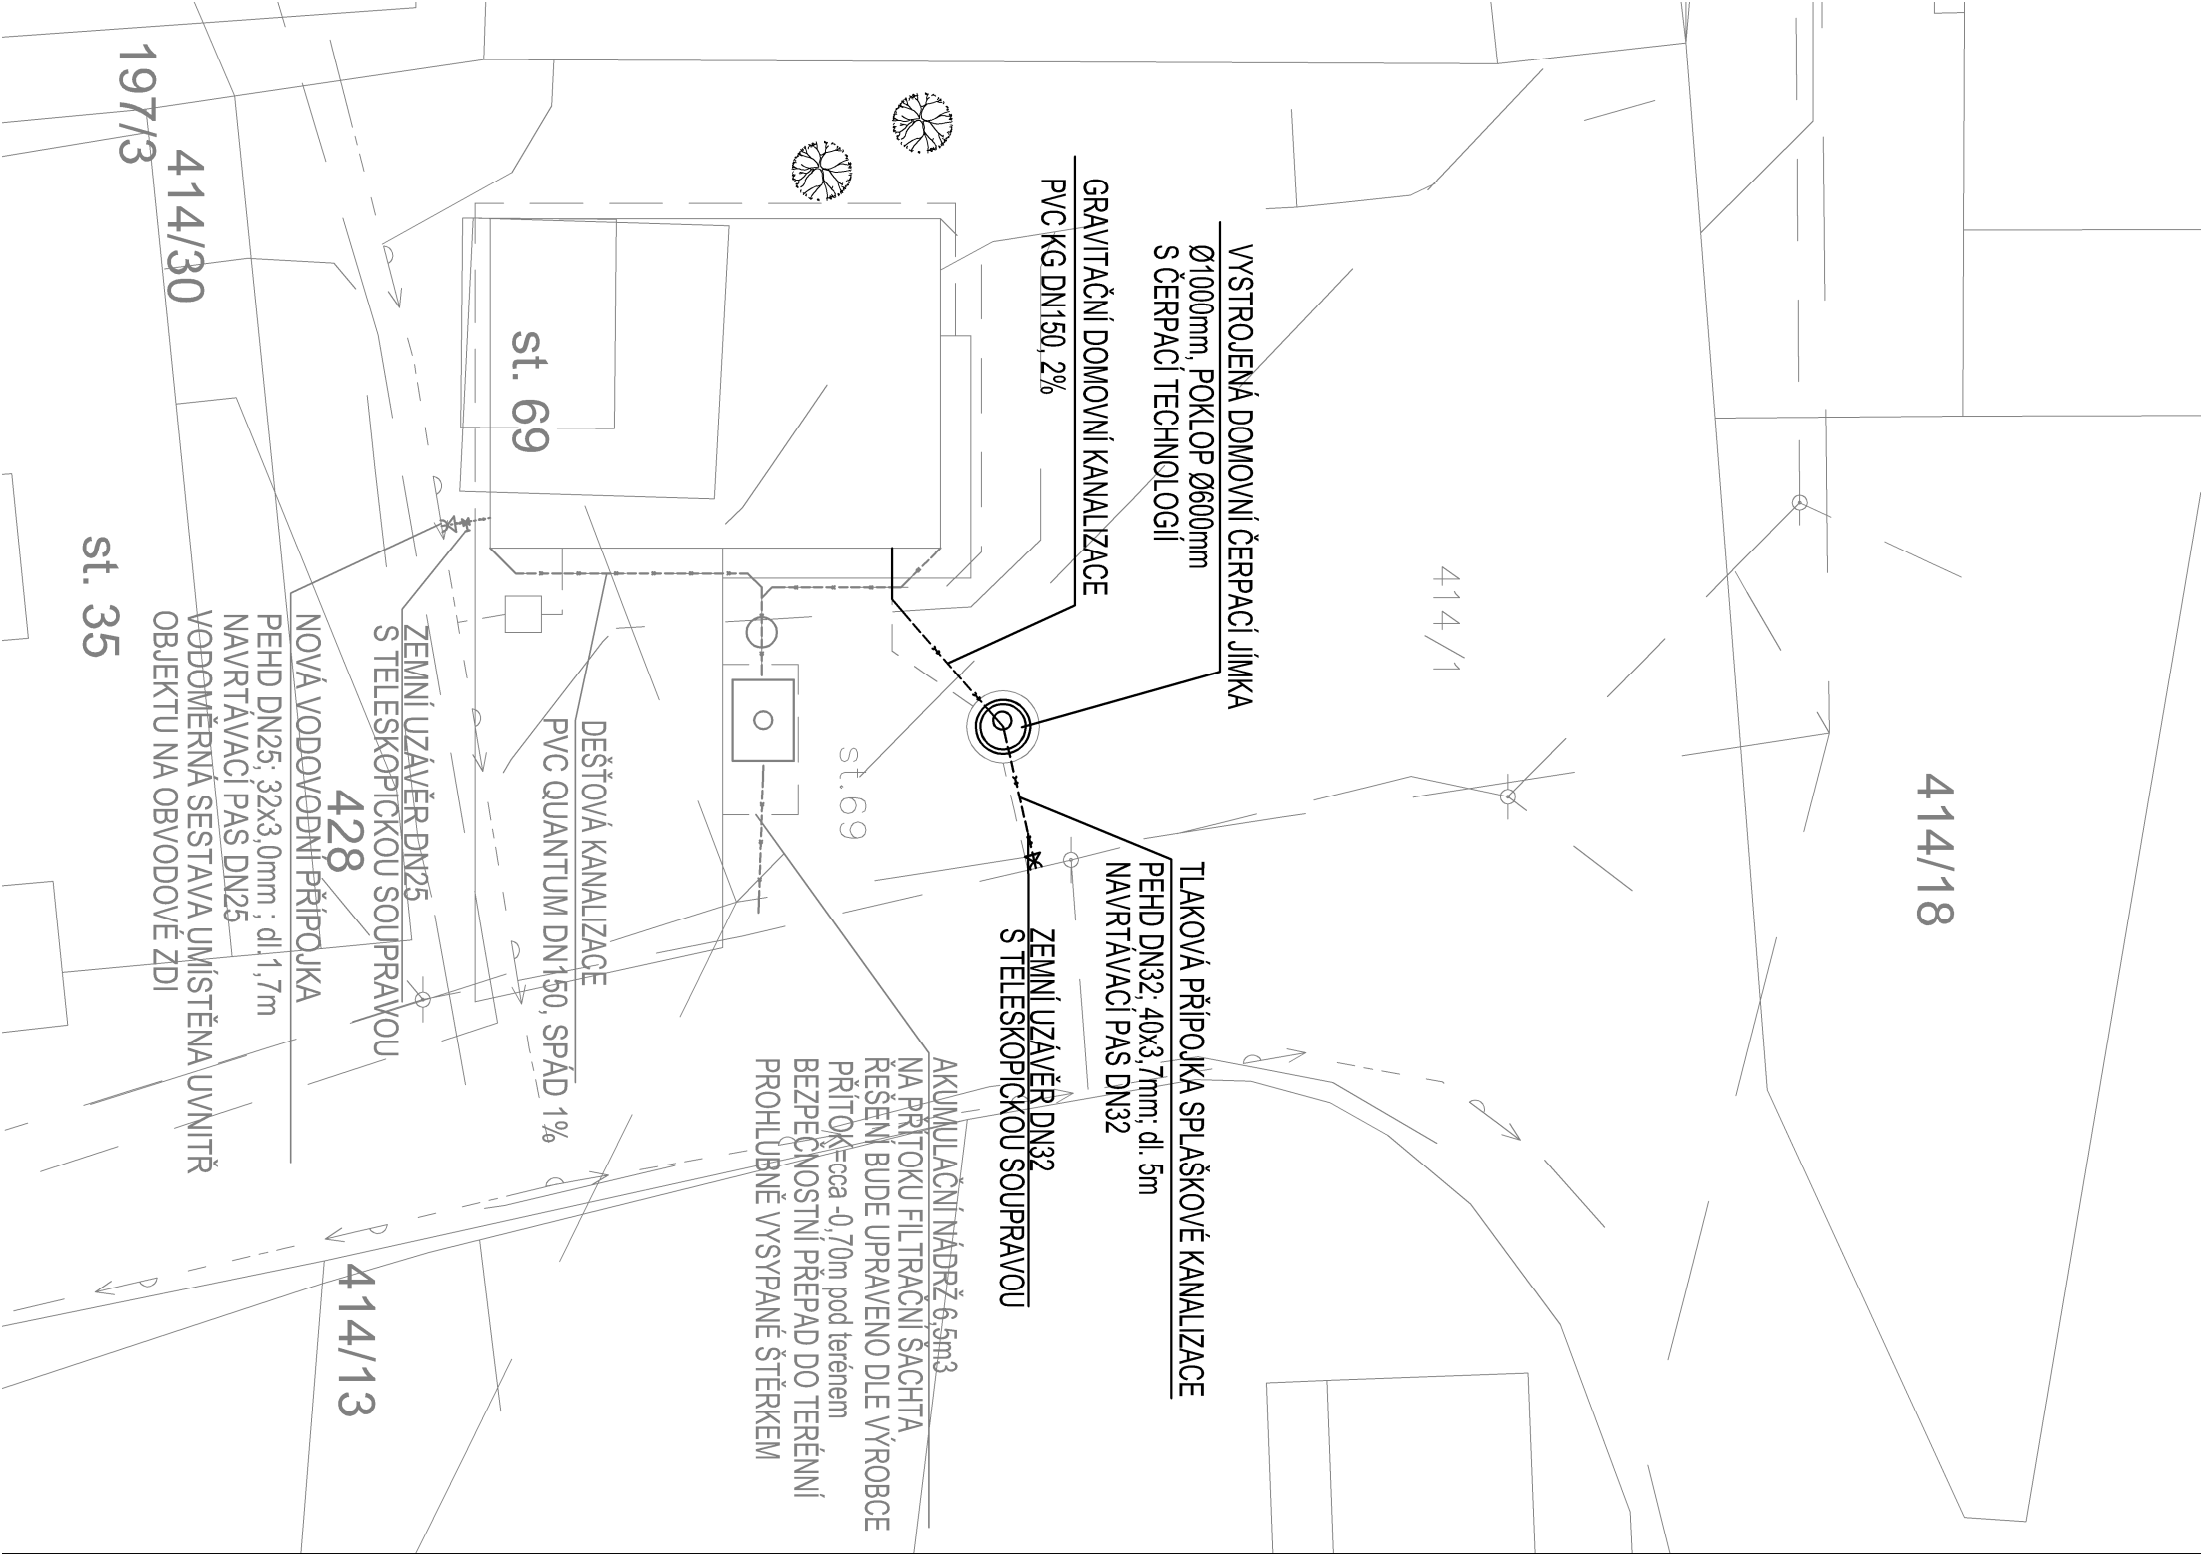 197/3
414/30
st. 69
st. 35
GRAVITAČNÍ DOMOVNÍ KANALIZACE
PVC KG DN150, 2%
VYSTROJENÁ DOMOVNÍ ČERPACÍ JÍMKA
Ø1000mm, POKLOP Ø600mm
S ČERPACÍ TECHNOLOGIÍ
414/1
414/18
ZEMNÍ UZÁVĚR DN25
S TELESKOPICKOU SOUPRAVOU
NOVÁ VODOVODNÍ PŘÍPOJKA
PEHD DN25; 32x3,0mm ; dl.1,7m
NAVRTÁVACÍ PAS DN25
VODOMĚRNÁ SESTAVA UMÍSTĚNA UVNITŘ
OBJEKTU NA OBVODOVÉ ZDI
428
DEŠŤOVÁ KANALIZACE
PVC QUANTUM DN150, SPÁD 1%
st.69
TLAKOVÁ PŘÍPOJKA SPLAŠKOVÉ KANALIZACE
PEHD DN32; 40x3,7mm; dl. 5m
NAVRTÁVACÍ PAS DN32
ZEMNÍ UZÁVĚR DN32
S TELESKOPICKOU SOUPRAVOU
AKUMULAČNÍ NÁDRŽ 6,5m3
NA PŘÍTOKU FILTRAČNÍ ŠACHTA
ŘEŠENÍ BUDE UPRAVENO DLE VÝROBCE
PŘÍTOK=cca -0,70m pod terénem
BEZPEČNOSTNÍ PŘEPAD DO TERÉNNÍ
PROHLUBNĚ VYSYPANÉ ŠTĚRKEM
414/13